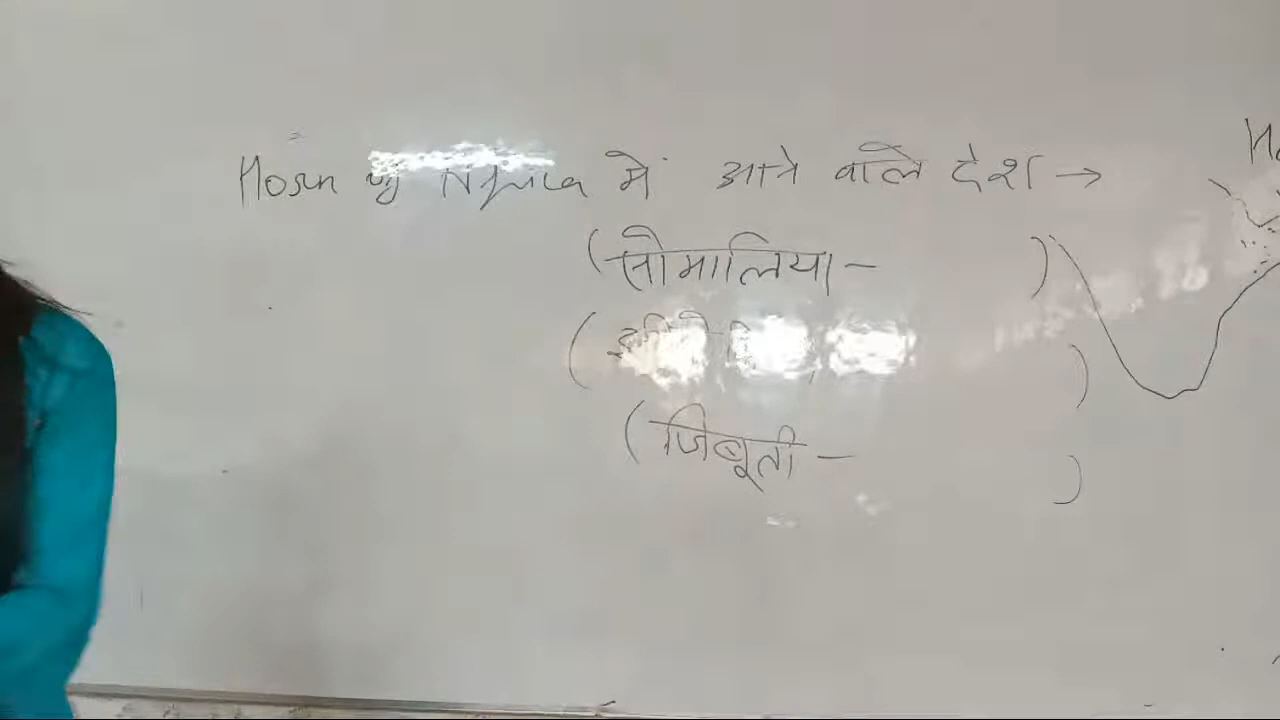 Horn of Africa में आने वाले देश →
(सोमालिया – )
(
)
(जिबूती – )